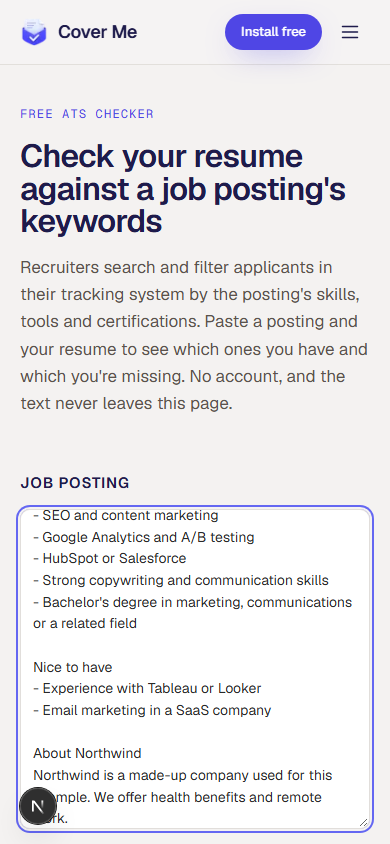 Cover Me
Install free
FREE ATS CHECKER
Check your resume
against a job posting's
keywords
Recruiters search and filter applicants in
their tracking system by the posting's skills,
tools and certifications. Paste a posting and
your resume to see which ones you have and
which you're missing. No account, and the
text never leaves this page.
JOB POSTING
- SEO and content marketing
- Google Analytics and A/B testing
- HubSpot or Salesforce
- Strong copywriting and communication skills
- Bachelor's degree in marketing, communications
or a related field
Nice to have
- Experience with Tableau or Looker
- Email marketing in a SaaS company
About Northwind
Northwind is a made-up company used for this
mple. We offer health benefits and remote
rk.
N